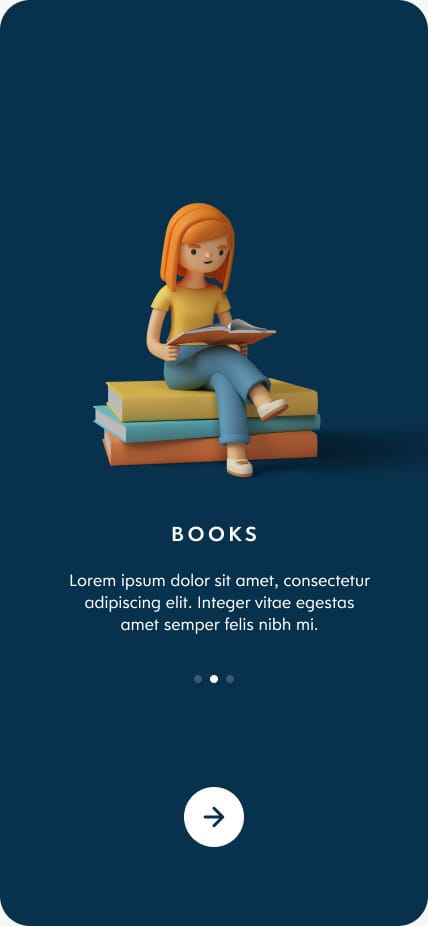 BOOKS
Lorem ipsum dolor sit amet, consectetur
adipiscing elit. Integer vitae egestas
amet semper felis nibh mi.